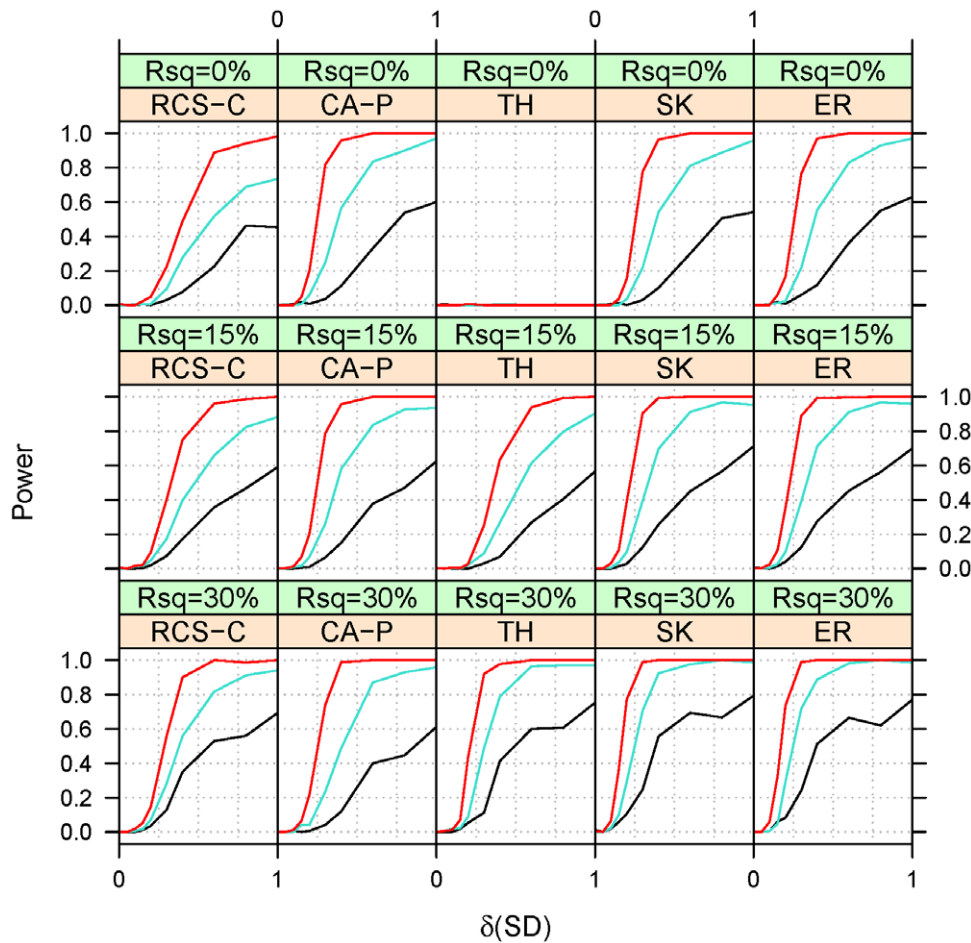 0 1
Rsq=0% Rsq=0% Rsq=0% Rsq=0% Rsq=0%
RCS-C CA-P TH SK ER
1.0
0.8
0.6
0.4
0.2
0.0
Rsq=15% Rsq=15% Rsq=15% Rsq=15% Rsq=15%
RCS-C CA-P TH SK ER
1.0
0.8
0.6
0.4
0.2
0.0
Power
Rsq=30% Rsq=30% Rsq=30% Rsq=30% Rsq=30%
RCS-C CA-P TH SK ER
1.0
0.8
0.6
0.4
0.2
0.0
0 1 0 1 0 1
δ(SD)